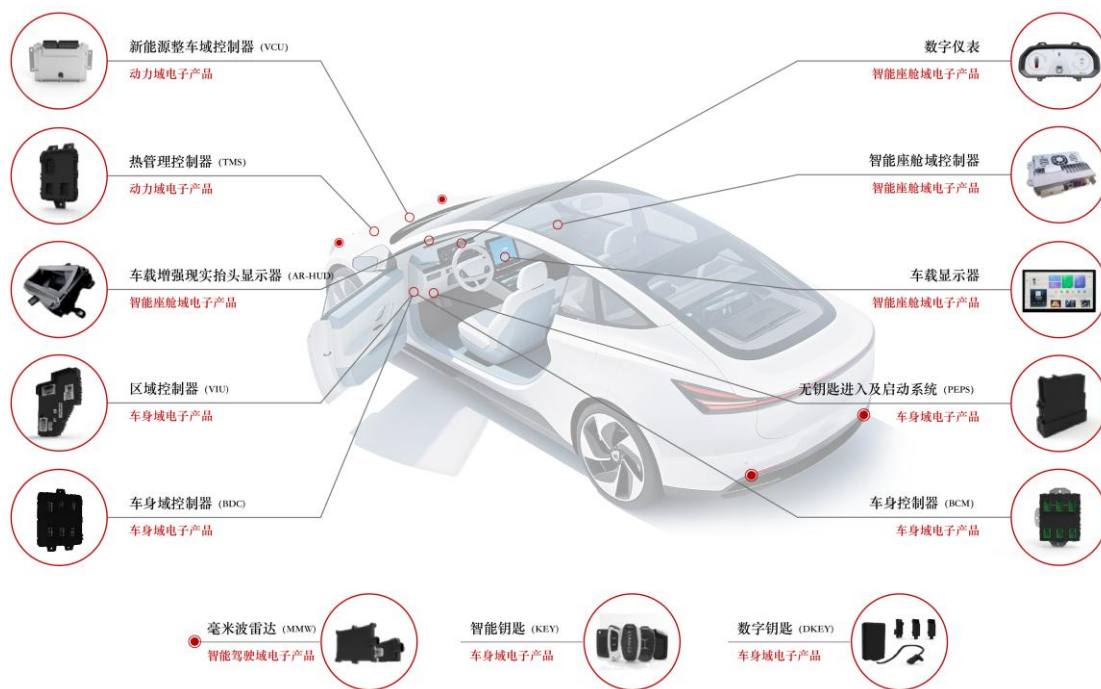 新能源整车域控制器 (VCU)
动力域电子产品
数字仪表
智能座舱域电子产品
热管理控制器 (TMS)
动力域电子产品
智能座舱域控制器
智能座舱域电子产品
车载增强现实抬头显示器 (AR-HUD)
智能座舱域电子产品
车载显示器
智能座舱域电子产品
区域控制器 (VIU)
车身域电子产品
无钥匙进入及启动系统 (PEPS)
车身域电子产品
车身域控制器 (BDC)
车身域电子产品
车身控制器 (BCM)
车身域电子产品
毫米波雷达 (MMW)
智能驾驶域电子产品
智能钥匙 (KEY)
车身域电子产品
数字钥匙 (DKEY)
车身域电子产品